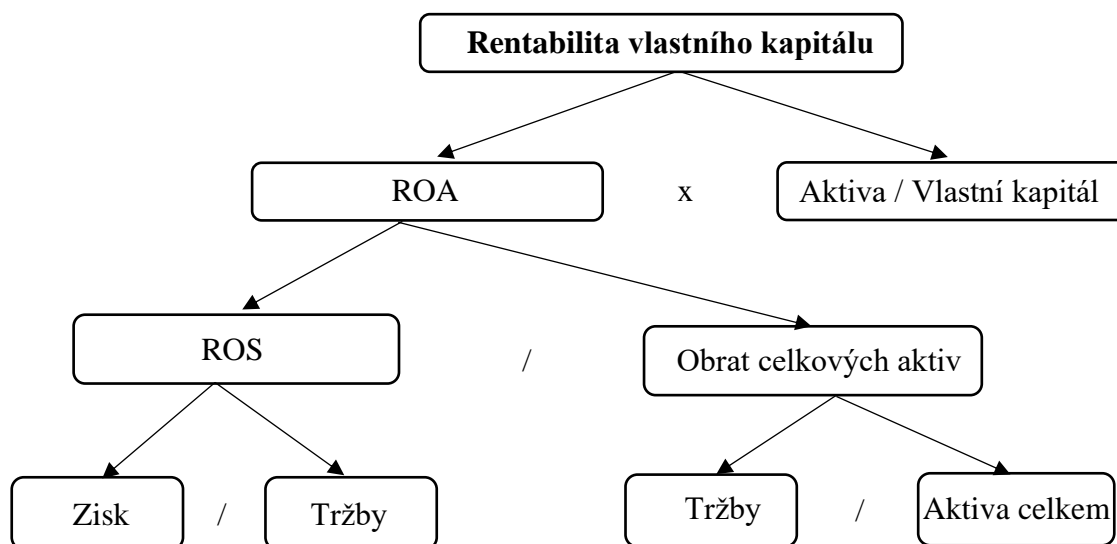 Rentabilita vlastního kapitálu
ROA x Aktiva / Vlastní kapitál
ROS / Obrat celkových aktiv
Zisk / Tržby Tržby / Aktiva celkem